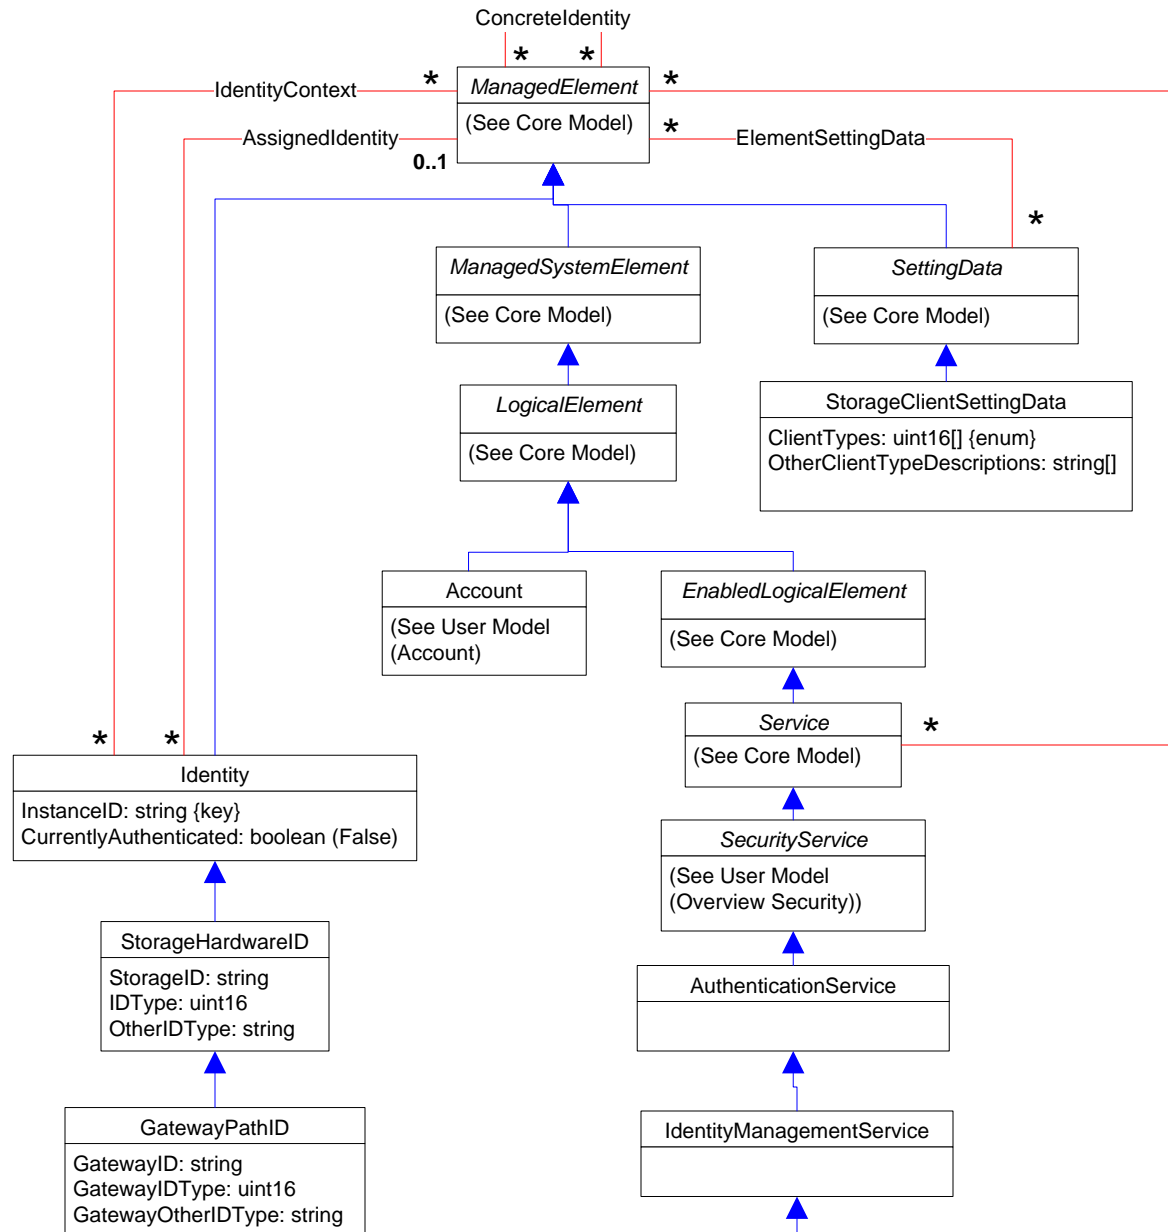 ConcreteIdentity
* *
IdentityContext * ManagedElement *
(See Core Model)
AssignedIdentity * ElementSettingData
0..1
*
ManagedSystemElement
(See Core Model)
SettingData
(See Core Model)
LogicalElement
(See Core Model)
StorageClientSettingData
ClientTypes: uint16[] {enum}
OtherClientTypeDescriptions: string[]
Account
(See User Model
(Account)
EnabledLogicalElement
(See Core Model)
* *
Service *
(See Core Model)
Identity
InstanceID: string {key}
CurrentlyAuthenticated: boolean (False)
SecurityService
(See User Model
(Overview Security))
StorageHardwareID
StorageID: string
IDType: uint16
OtherIDType: string
AuthenticationService
GatewayPathID
GatewayID: string
GatewayIDType: uint16
GatewayOtherIDType: string
IdentityManagementService